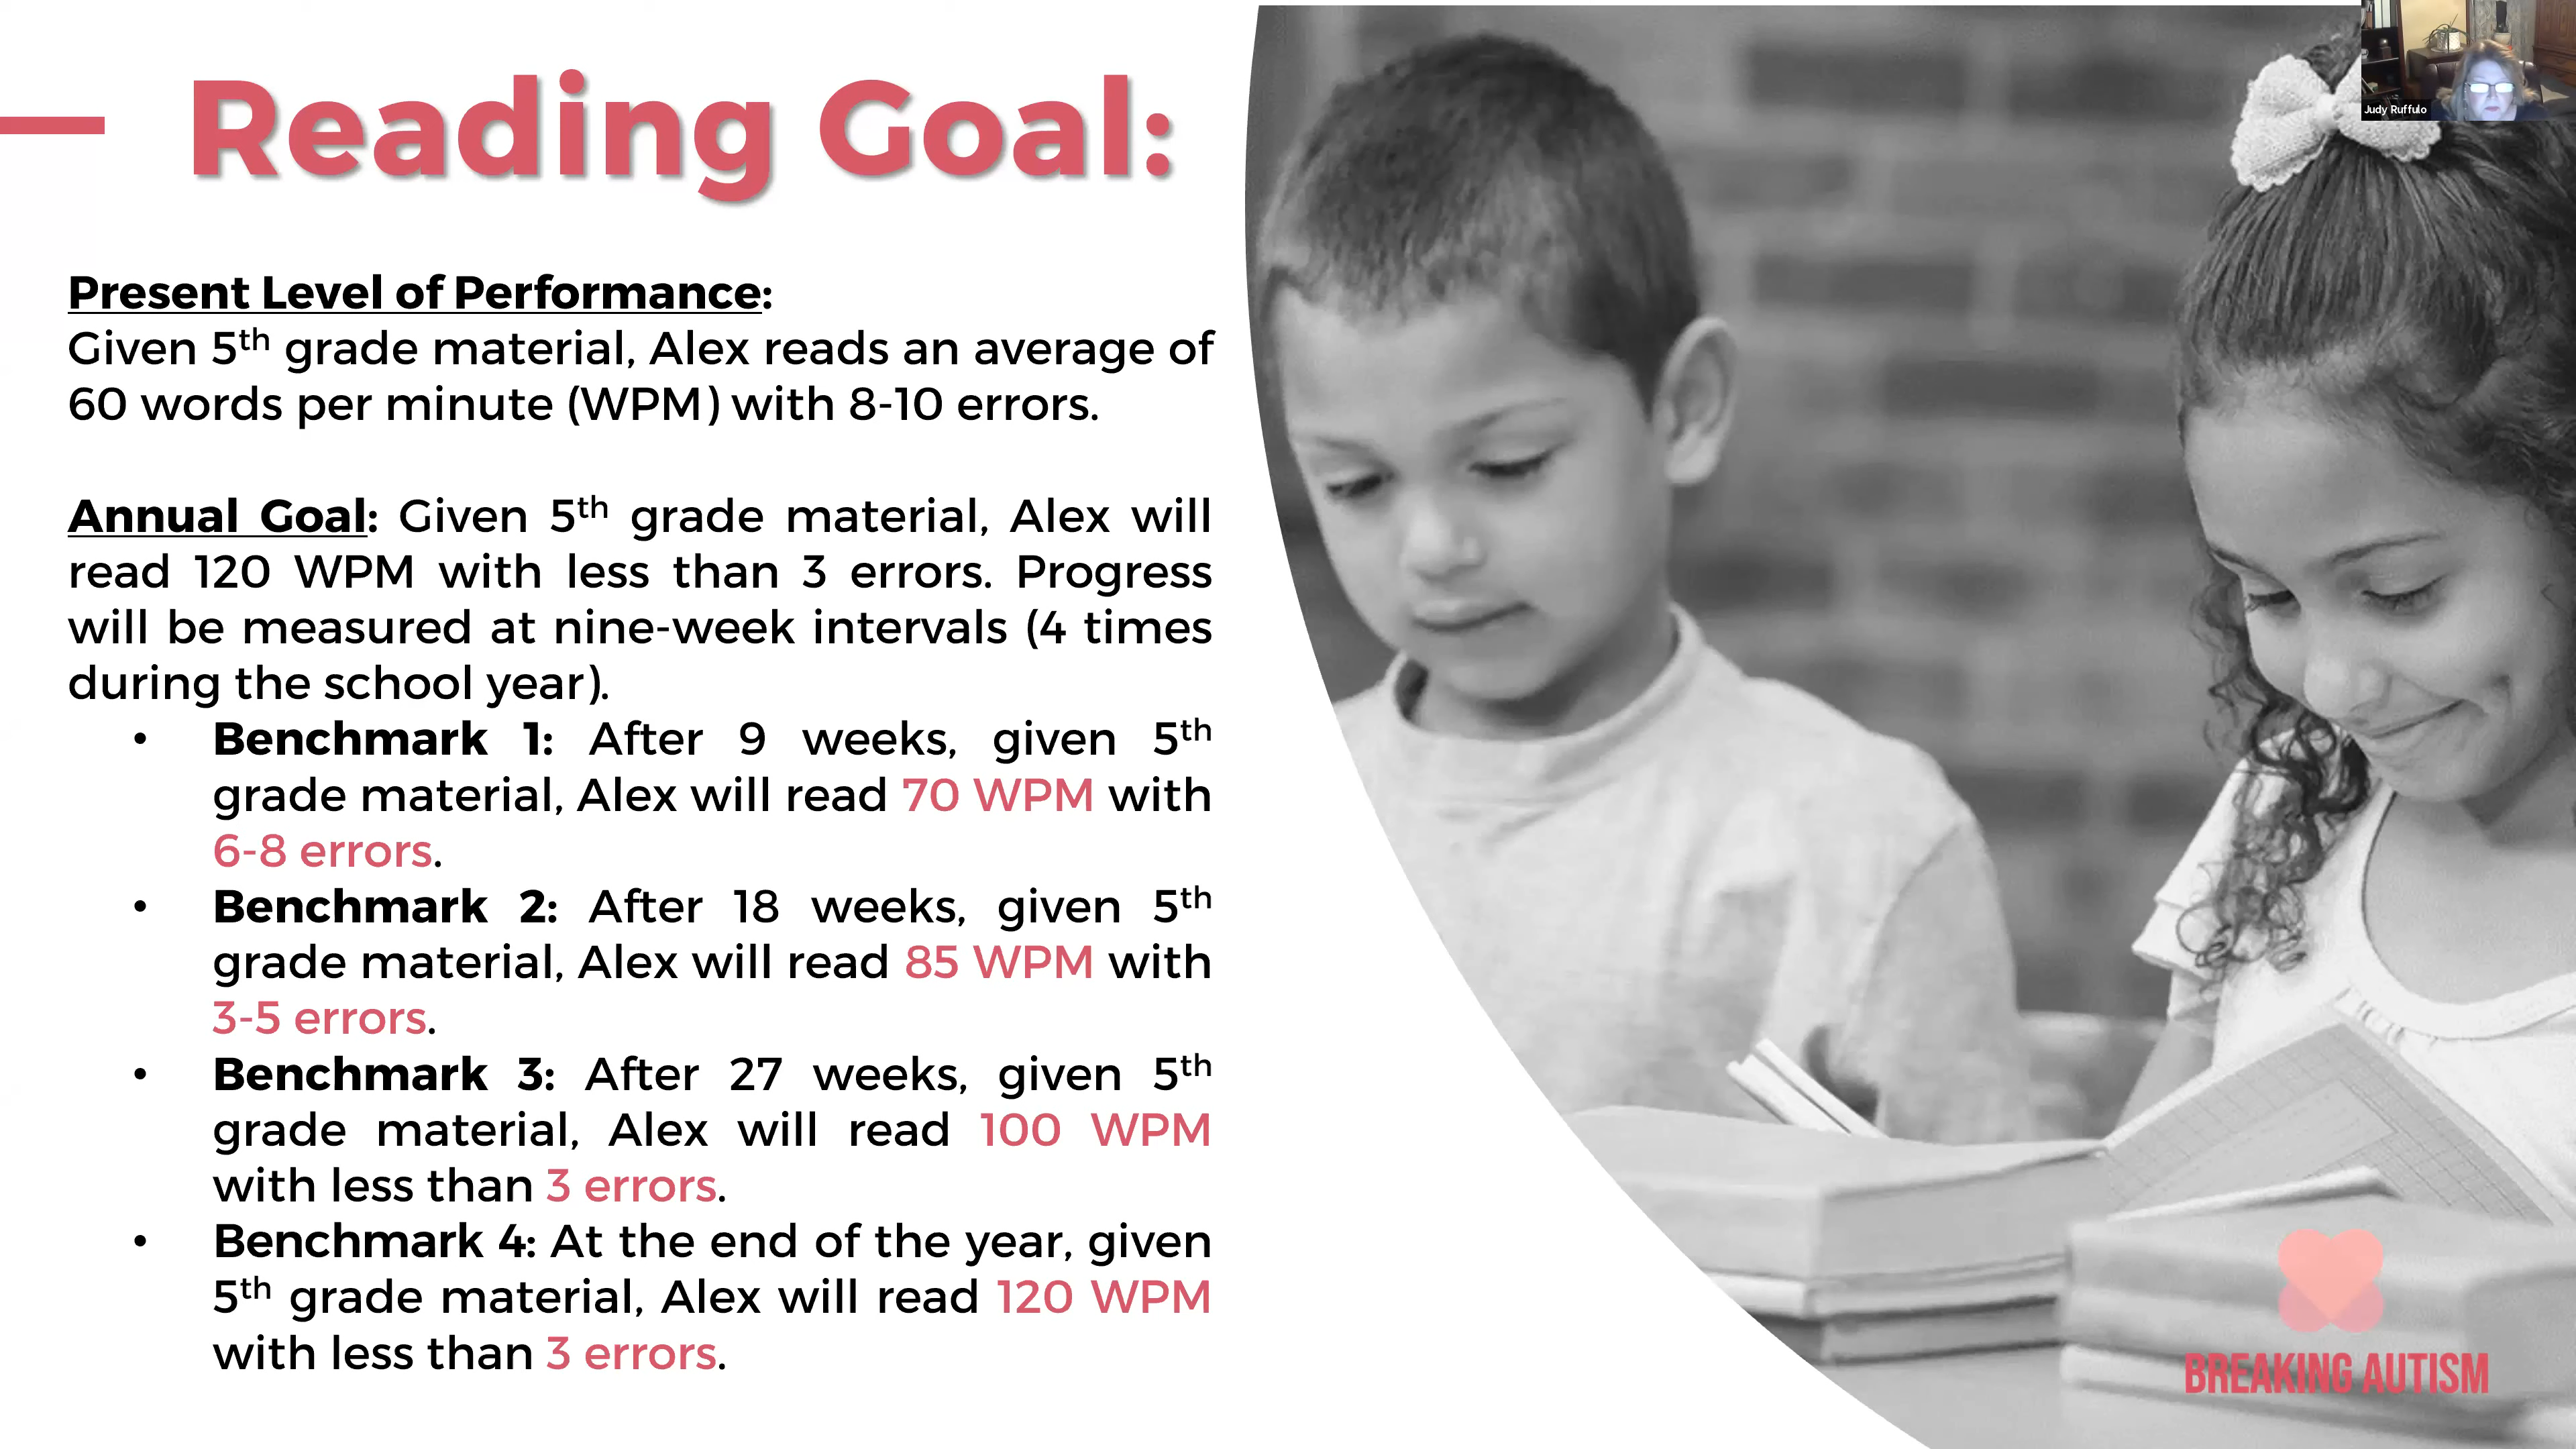 Reading Goal:
Judy Ruffulo
Present Level of Performance:
Given 5th grade material, Alex reads an average of
60 words per minute (WPM) with 8-10 errors.
Annual Goal: Given 5th grade material, Alex will
read 120 WPM with less than 3 errors. Progress
will be measured at nine-week intervals (4 times
during the school year).
• Benchmark 1: After 9 weeks, given 5th
grade material, Alex will read 70 WPM with
6-8 errors.
• Benchmark 2: After 18 weeks, given 5th
grade material, Alex will read 85 WPM with
3-5 errors.
• Benchmark 3: After 27 weeks, given 5th
grade material, Alex will read 100 WPM
with less than 3 errors.
• Benchmark 4: At the end of the year, given
5th grade material, Alex will read 120 WPM
with less than 3 errors.
BREAKING AUTISM